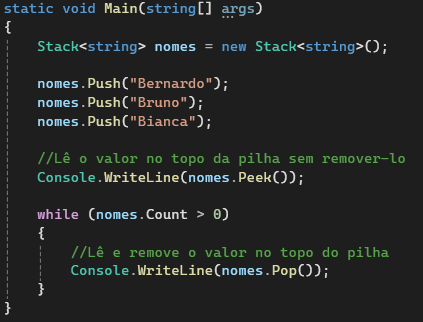 static void Main(string[] args)
{
    Stack<string> nomes = new Stack<string>();
    nomes.Push("Bernardo");
    nomes.Push("Bruno");
    nomes.Push("Bianca");
    //Lê o valor no topo da pilha sem remover-lo
    Console.WriteLine(nomes.Peek());
    while (nomes.Count > 0)
    {
        //Lê e remove o valor no topo do pilha
        Console.WriteLine(nomes.Pop());
    }
}